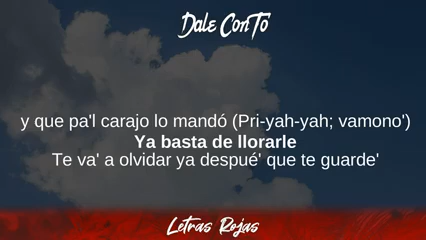 Dale Con To
y que pa'l carajo lo mandó (Pri-yah-yah; vamono')
Ya basta de llorarle
Te va' a olvidar ya despué' que te guarde'
Letras Rojas